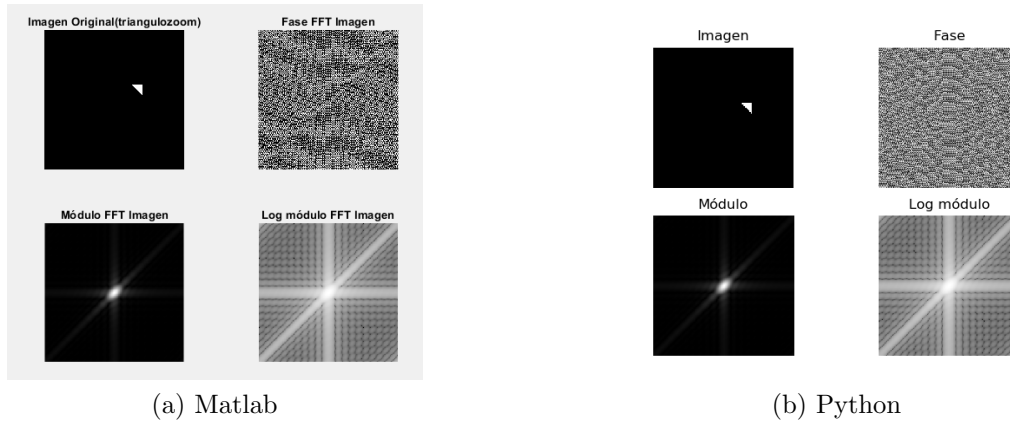 Imagen Original(triangulozoom)
Fase FFT Imagen
Módulo FFT Imagen
Log módulo FFT Imagen
(a) Matlab
Imagen
Fase
Módulo
Log módulo
(b) Python